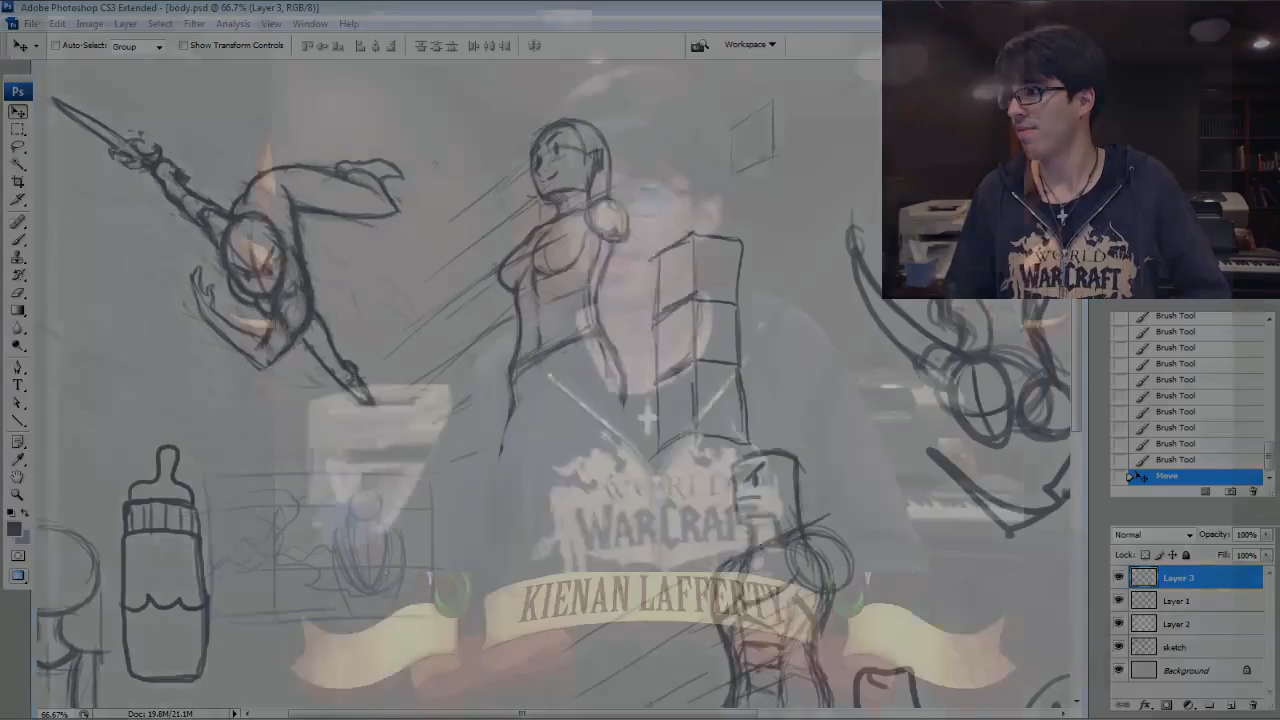 Adobe Photoshop CS3 Extended - [body.psd @ 66.7% (Layer 3, RGB/8)]
File Edit Image Layer Select Filter Analysis View Window Help
Auto-Select: Group Show Transform Controls Workspace
Ps
WORLD
WARCRAFT
T
Brush Tool
Brush Tool
Brush Tool
Brush Tool
Brush Tool
Brush Tool
Brush Tool
Brush Tool
Brush Tool
Brush Tool
Move
Normal Opacity: 100%
Lock: Fill: 100%
Layer 3
Layer 1
Layer 2
sketch
Background
WORLD
WARCRAFT
KIENAN LAFFERTY
66.67% Doc: 19.8M/21.1M